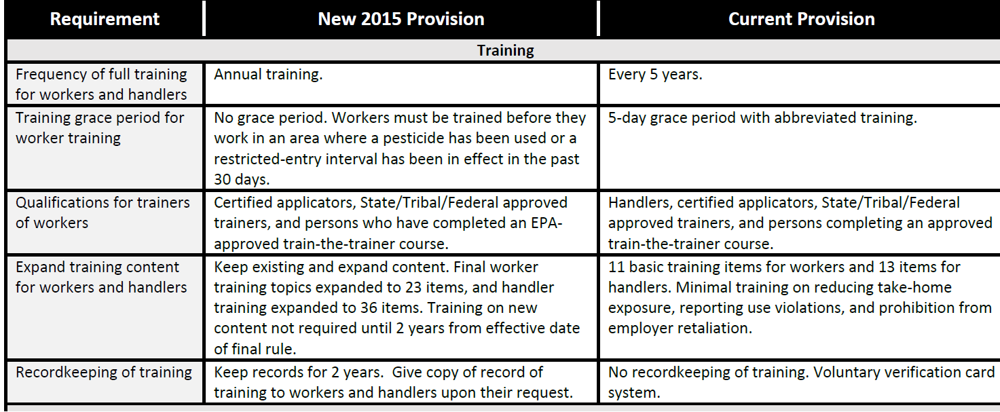 Requirement New 2015 Provision Current Provision
Training
Frequency of full training
for workers and handlers
Annual training.
Every 5 years.
Training grace period for
worker training
No grace period. Workers must be trained before they
work in an area where a pesticide has been used or a
restricted-entry interval has been in effect in the past
30 days.
5-day grace period with abbreviated training.
Qualifications for trainers
of workers
Certified applicators, State/Tribal/Federal approved
trainers, and persons who have completed an EPA-
approved train-the-trainer course.
Handlers, certified applicators, State/Tribal/Federal
approved trainers, and persons completing an approved
train-the-trainer course.
Expand training content
for workers and handlers
Keep existing and expand content. Final worker
training topics expanded to 23 items, and handler
training expanded to 36 items. Training on new
content not required until 2 years from effective date
of final rule.
11 basic training items for workers and 13 items for
handlers. Minimal training on reducing take-home
exposure, reporting use violations, and prohibition from
employer retaliation.
Recordkeeping of training
Keep records for 2 years.  Give copy of record of
training to workers and handlers upon their request.
No recordkeeping of training. Voluntary verification card
system.